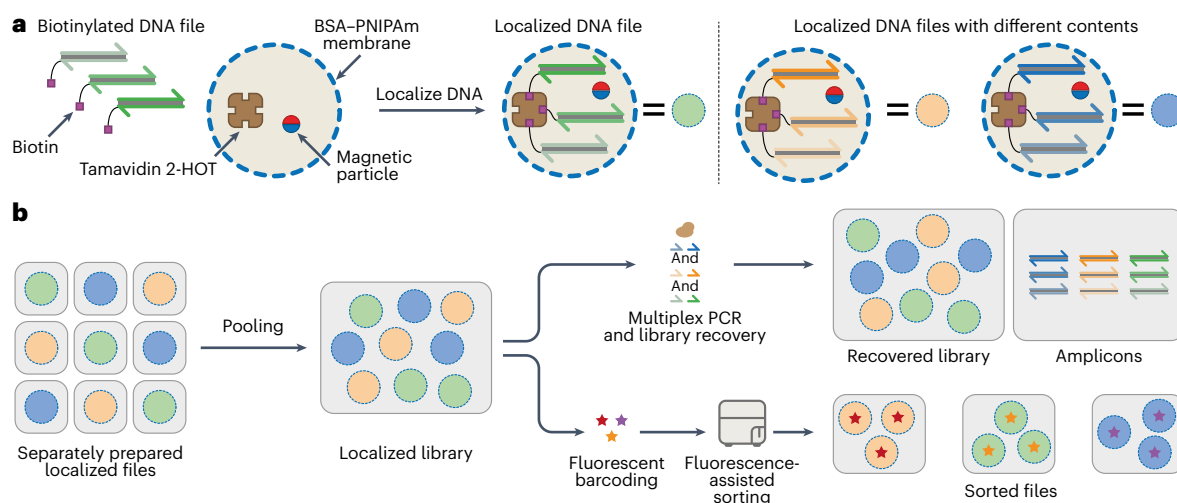 a
Biotinylated DNA file
BSA–PNIPAm
membrane
Biotin
Tamavidin 2-HOT
Magnetic
particle
Localize DNA
Localized DNA file
=
Localized DNA files with different contents
=
=
b
Separately prepared
localized files
Pooling
Localized library
And
And
Multiplex PCR
and library recovery
Recovered library
Amplicons
Fluorescent
barcoding
Fluorescence-
assisted
sorting
Sorted files